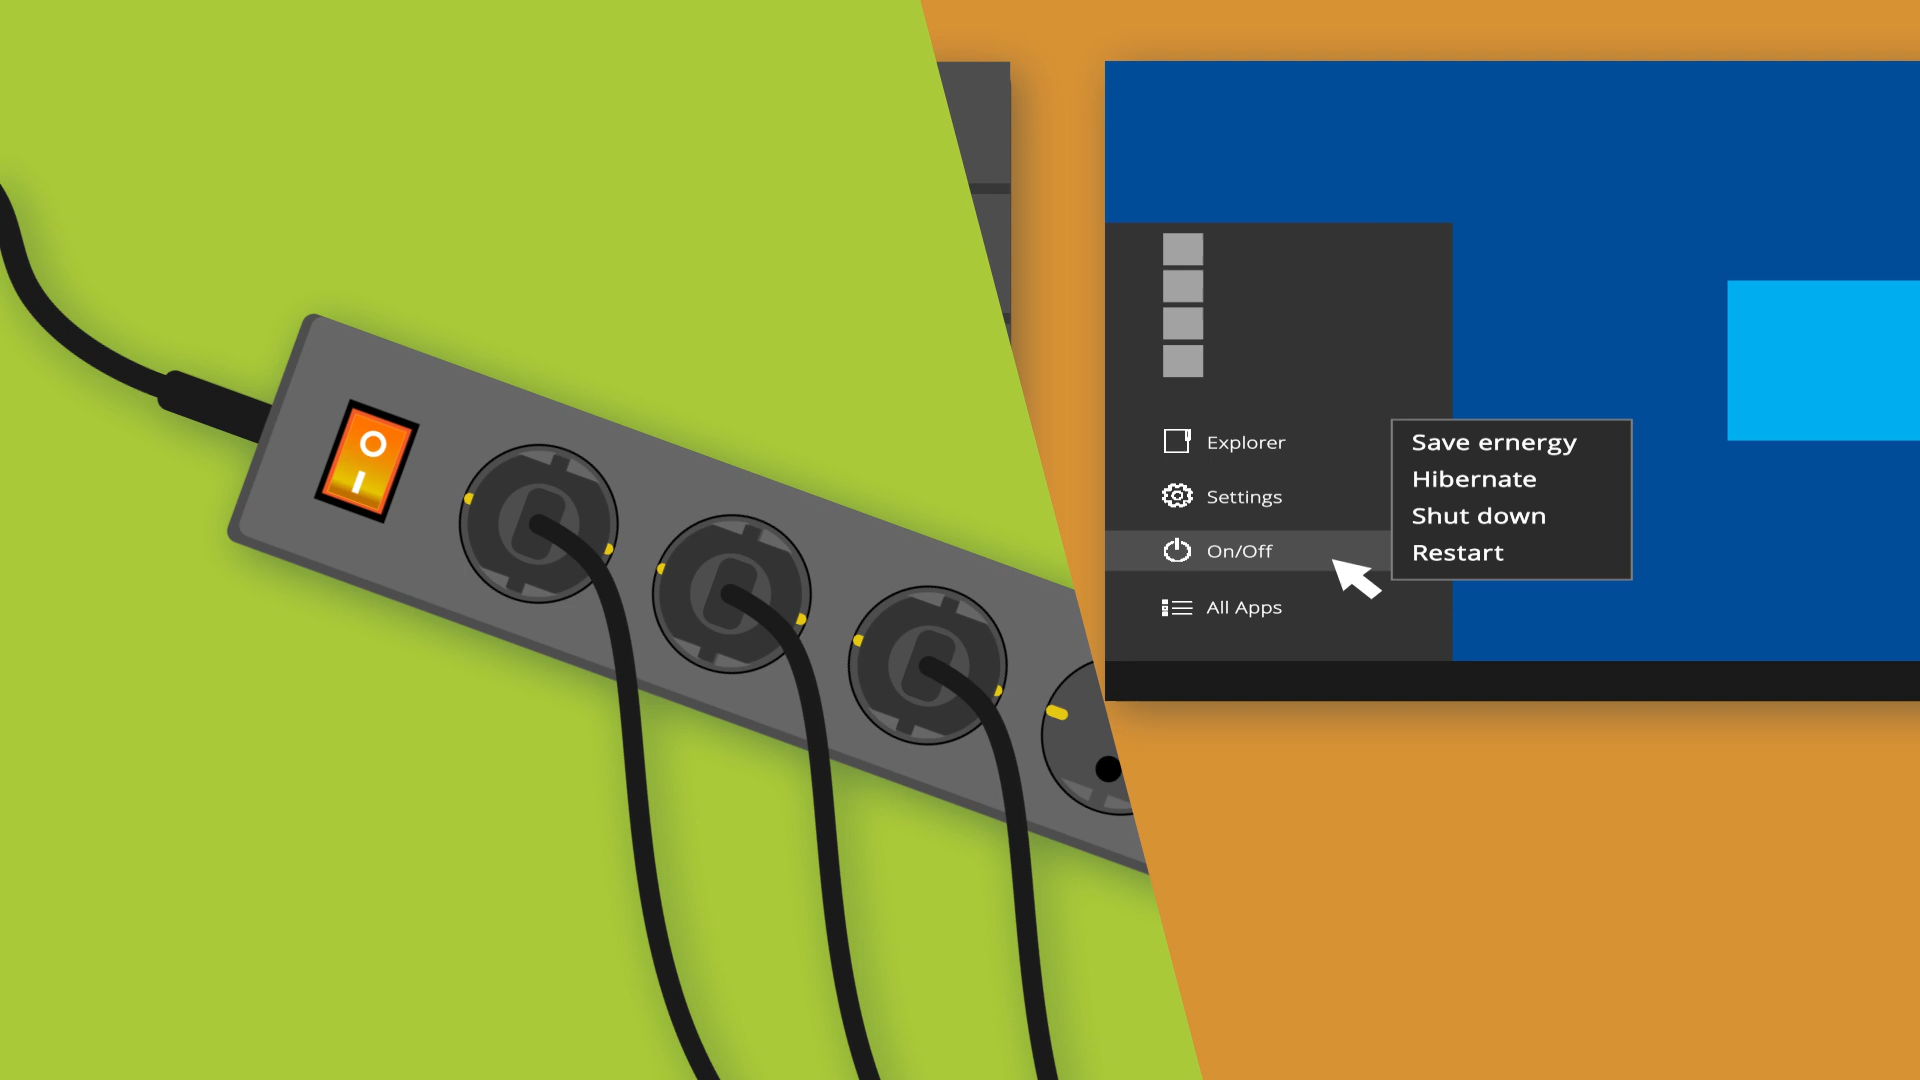 Explorer
Settings
On/Off
All Apps
Save ernergy
Hibernate
Shut down
Restart